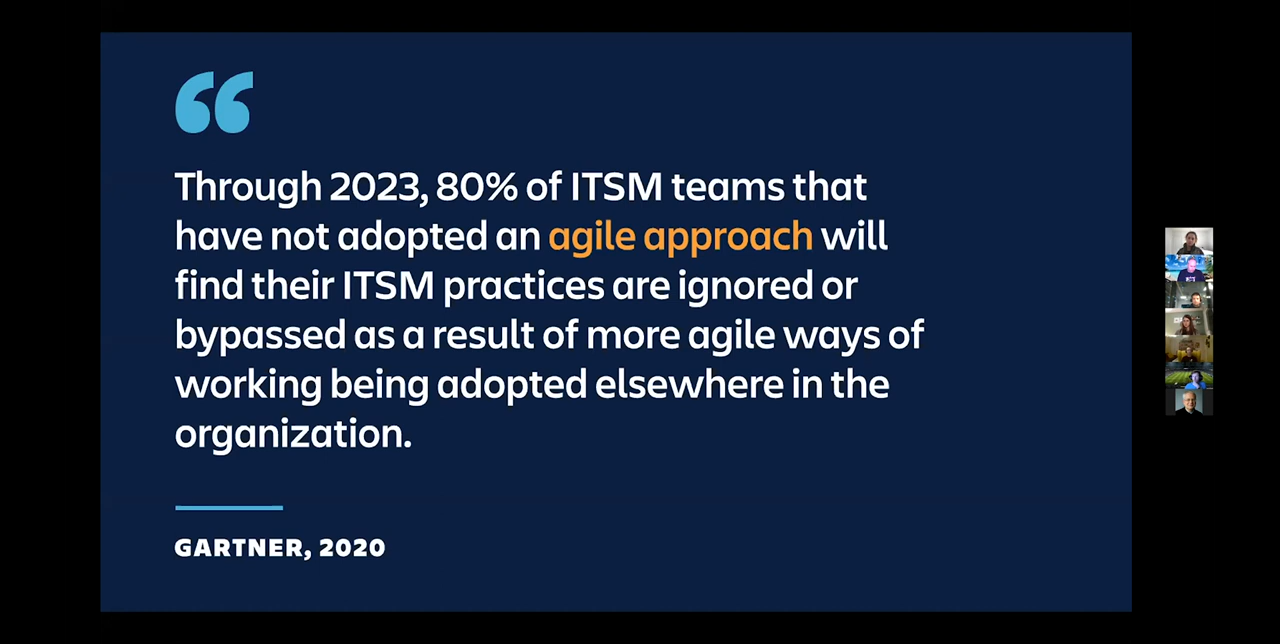 “
Through 2023, 80% of ITSM teams that
have not adopted an agile approach will
find their ITSM practices are ignored or
bypassed as a result of more agile ways of
working being adopted elsewhere in the
organization.
GARTNER, 2020